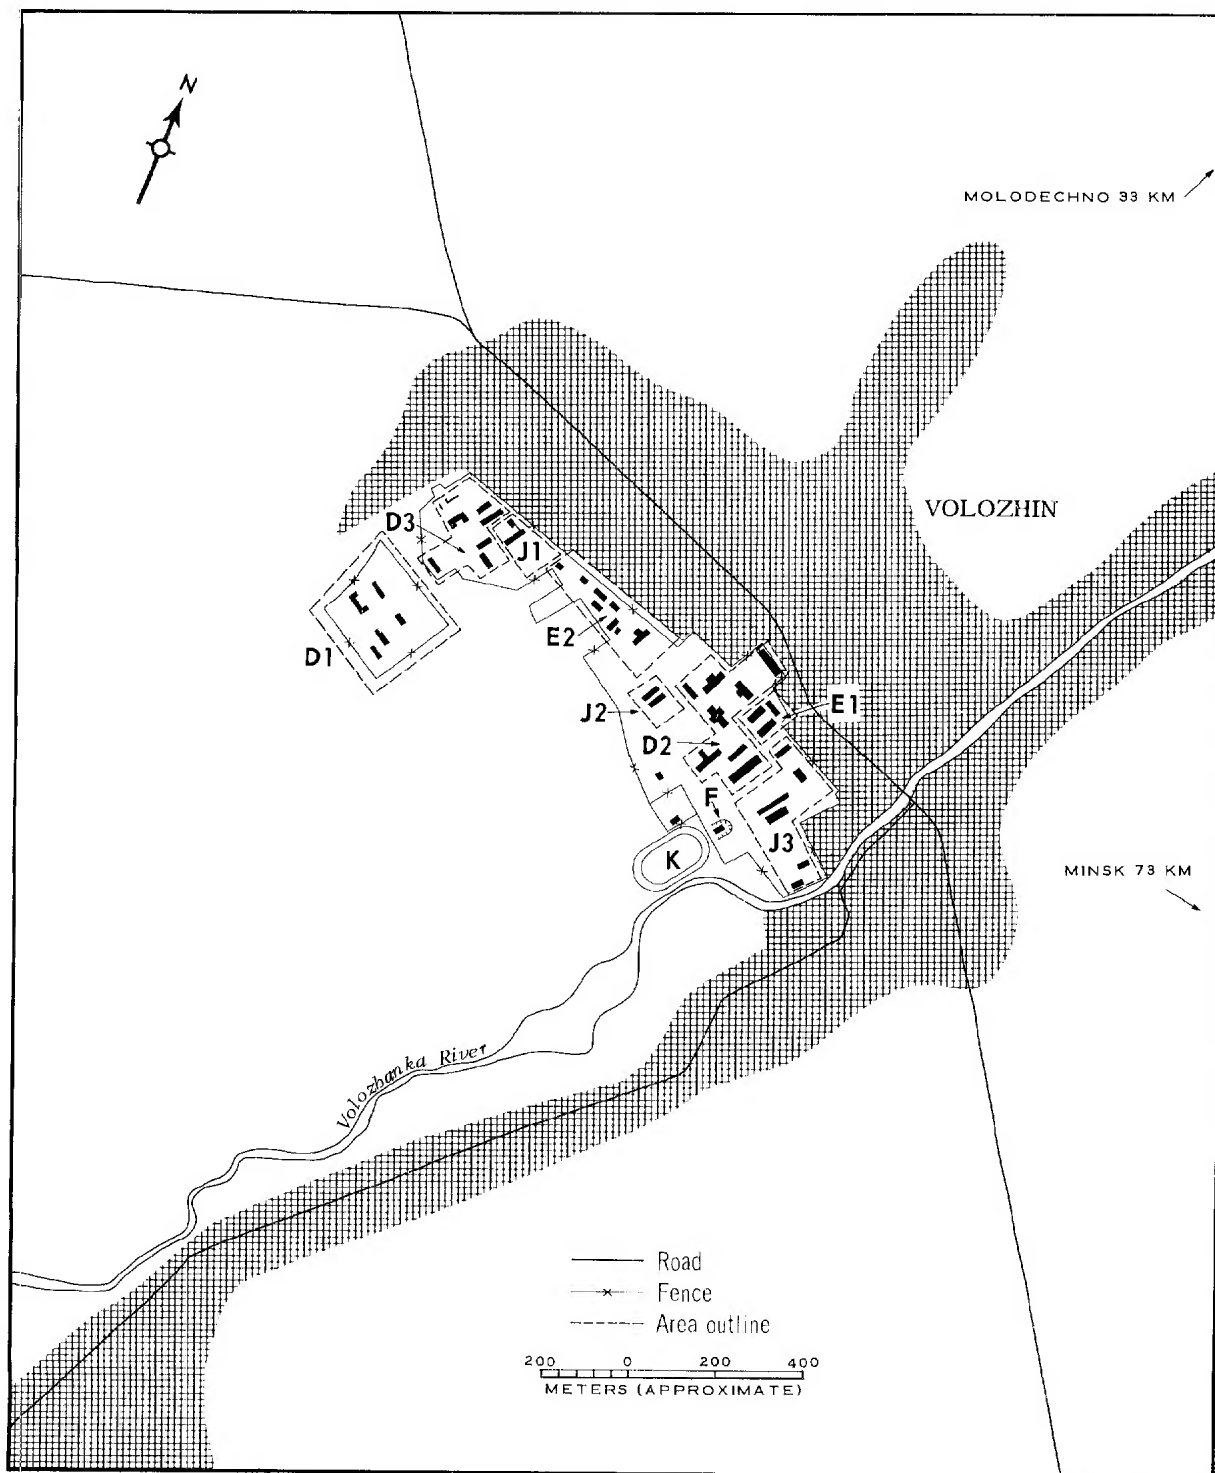 N
MOLODECHNO 33 KM
VOLOZHIN
D3
J1
D1
E2
J2
E1
D2
F
J3
K
MINSK 73 KM
Volozhanka River
Road
Fence
Area outline
200 0 200 400
METERS (APPROXIMATE)